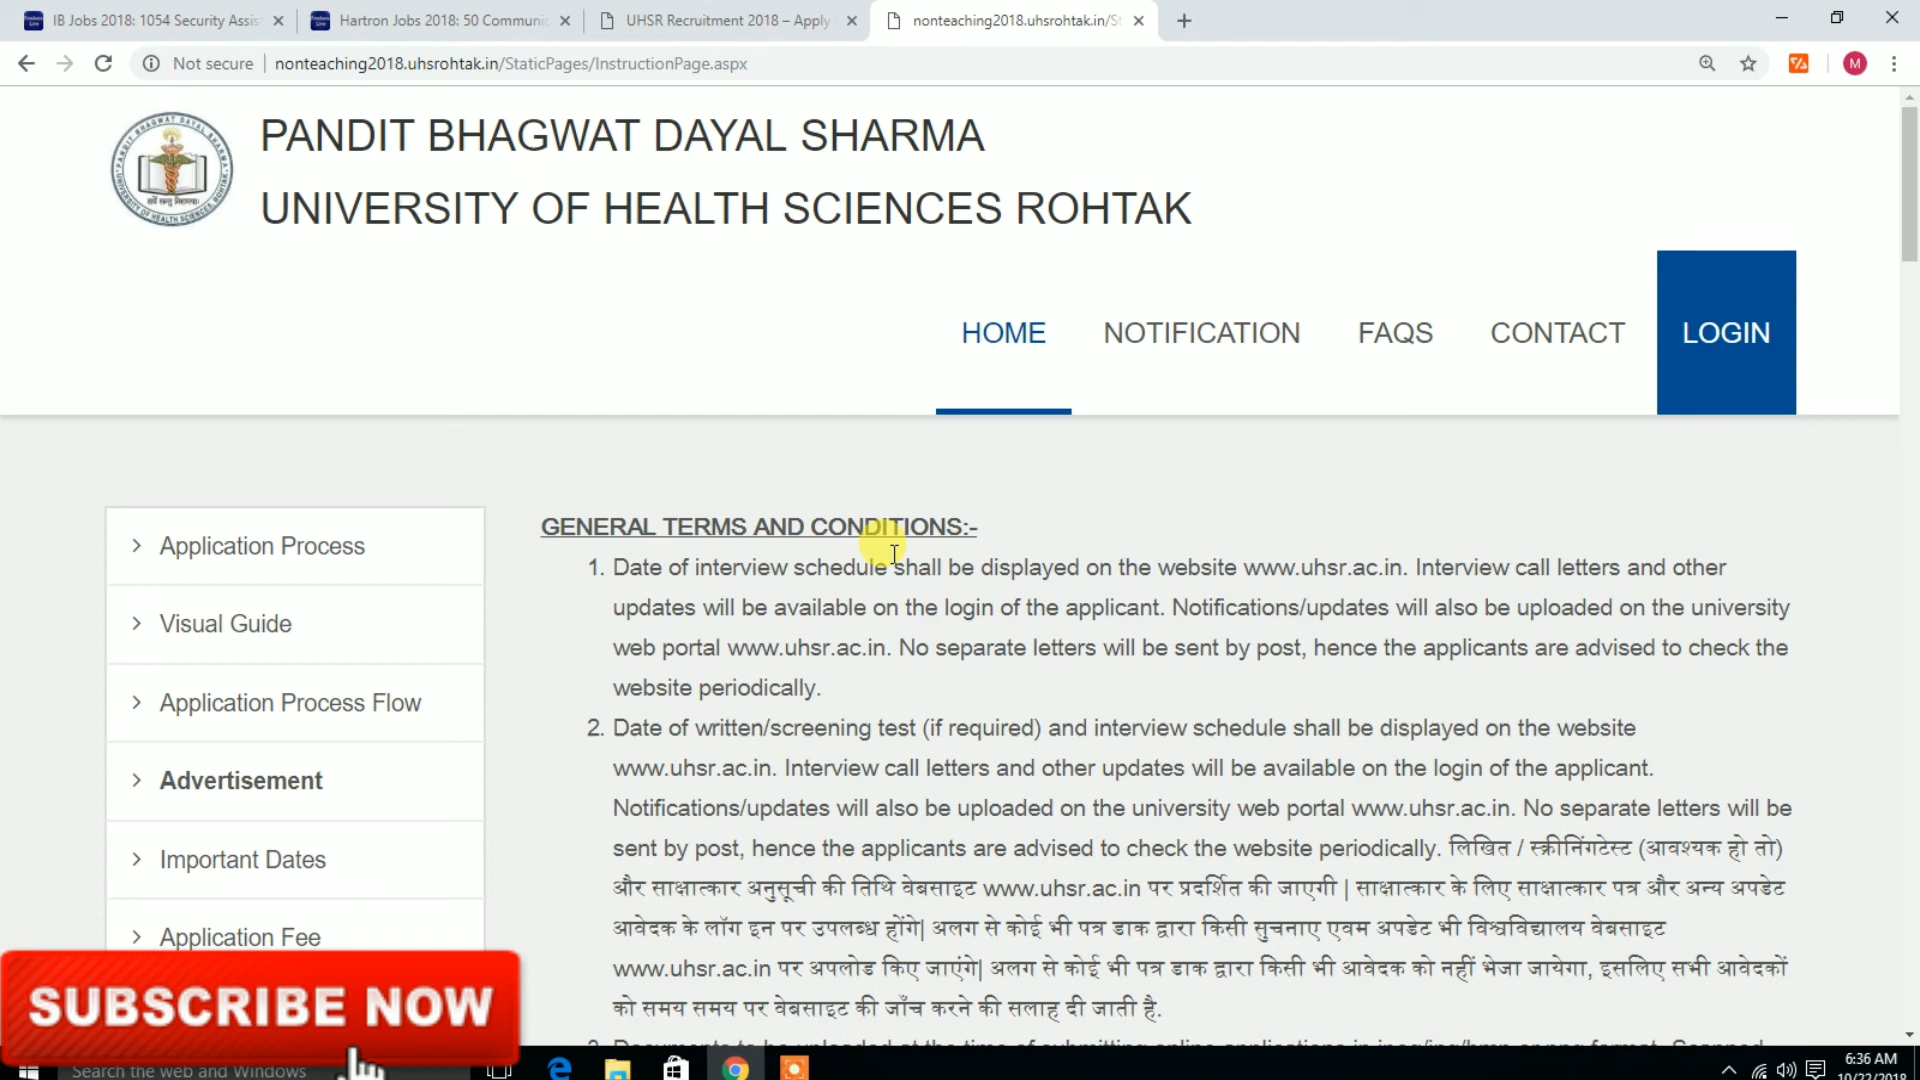 IB Jobs 2018: 1054 Security Assis
Hartron Jobs 2018: 50 Communic
UHSR Recruitment 2018 – Apply
nonteaching2018.uhsrohtak.in/St
Not secure
nonteaching2018.uhsrohtak.in/StaticPages/InstructionPage.aspx
M
PANDIT BHAGWAT DAYAL SHARMA
UNIVERSITY OF HEALTH SCIENCES ROHTAK
HOME
NOTIFICATION
FAQS
CONTACT
LOGIN
Application Process
Visual Guide
Application Process Flow
Advertisement
Important Dates
Application Fee
GENERAL TERMS AND CONDITIONS:-
1. Date of interview schedule shall be displayed on the website www.uhsr.ac.in. Interview call letters and other
updates will be available on the login of the applicant. Notifications/updates will also be uploaded on the university
web portal www.uhsr.ac.in. No separate letters will be sent by post, hence the applicants are advised to check the
website periodically.
2. Date of written/screening test (if required) and interview schedule shall be displayed on the website
www.uhsr.ac.in. Interview call letters and other updates will be available on the login of the applicant.
Notifications/updates will also be uploaded on the university web portal www.uhsr.ac.in. No separate letters will be
sent by post, hence the applicants are advised to check the website periodically. लिखित / स्क्रीनिंगटेस्ट (आवश्यक हो तो)
और साक्षात्कार अनुसूची की तिथि वेबसाइट www.uhsr.ac.in पर प्रदर्शित की जाएगी | साक्षात्कार के लिए साक्षात्कार पत्र और अन्य अपडेट
आवेदक के लॉग इन पर उपलब्ध होंगे| अलग से कोई भी पत्र डाक द्वारा किसी सुचनाए एवम अपडेट भी विश्वविद्यालय वेबसाइट
www.uhsr.ac.in पर अपलोड किए जाएंगे| अलग से कोई भी पत्र डाक द्वारा किसी भी आवेदक को नहीं भेजा जायेगा, इसलिए सभी आवेदकों
को समय समय पर वेबसाइट की जाँच करने की सलाह दी जाती है.
SUBSCRIBE NOW
Search the web and Windows
6:36 AM
10/22/2018